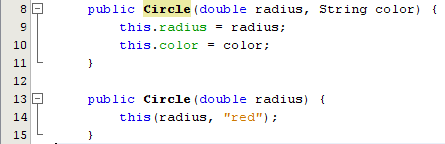 8 public Circle(double radius, String color) {
9 this.radius = radius;
10 this.color = color;
11 }
12
13 public Circle(double radius) {
14 this(radius, "red");
15 }